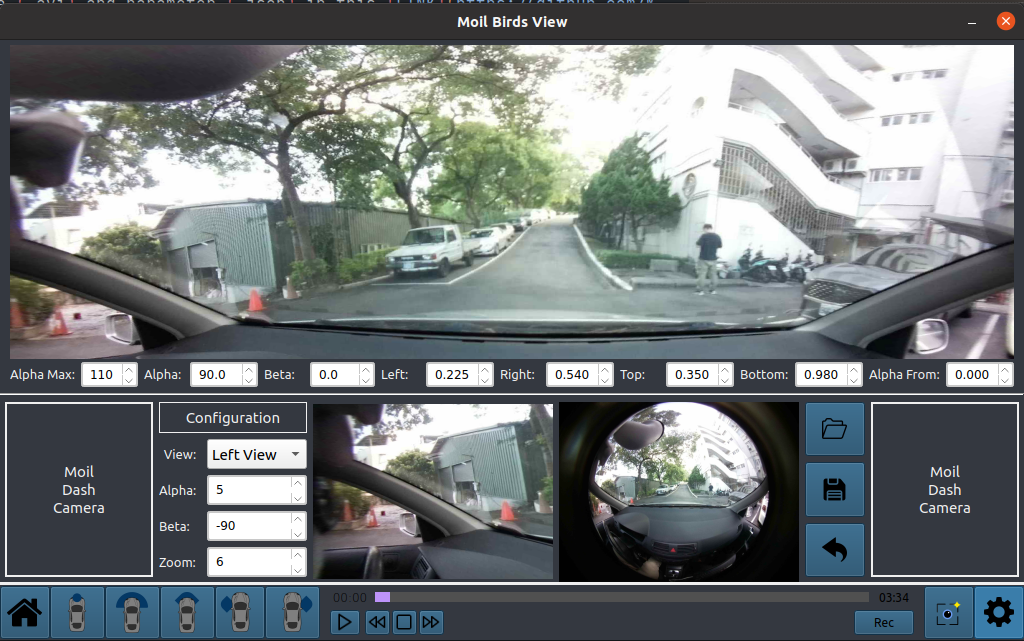 Moil Birds View
Alpha Max: 110 Alpha: 90.0 Beta: 0.0 Left: 0.225 Right: 0.540 Top: 0.350 Bottom: 0.980 Alpha From: 0.000
Moil
Dash
Camera
Configuration
View: Left View
Alpha: 5
Beta: -90
Zoom: 6
Moil
Dash
Camera
00:00 03:34
Rec